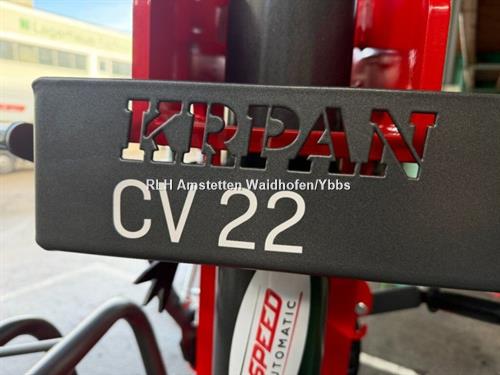 KRPAN
RLH Amstetten Waidhofen/Ybbs
CV 22
SPEED
AUTOMATIC